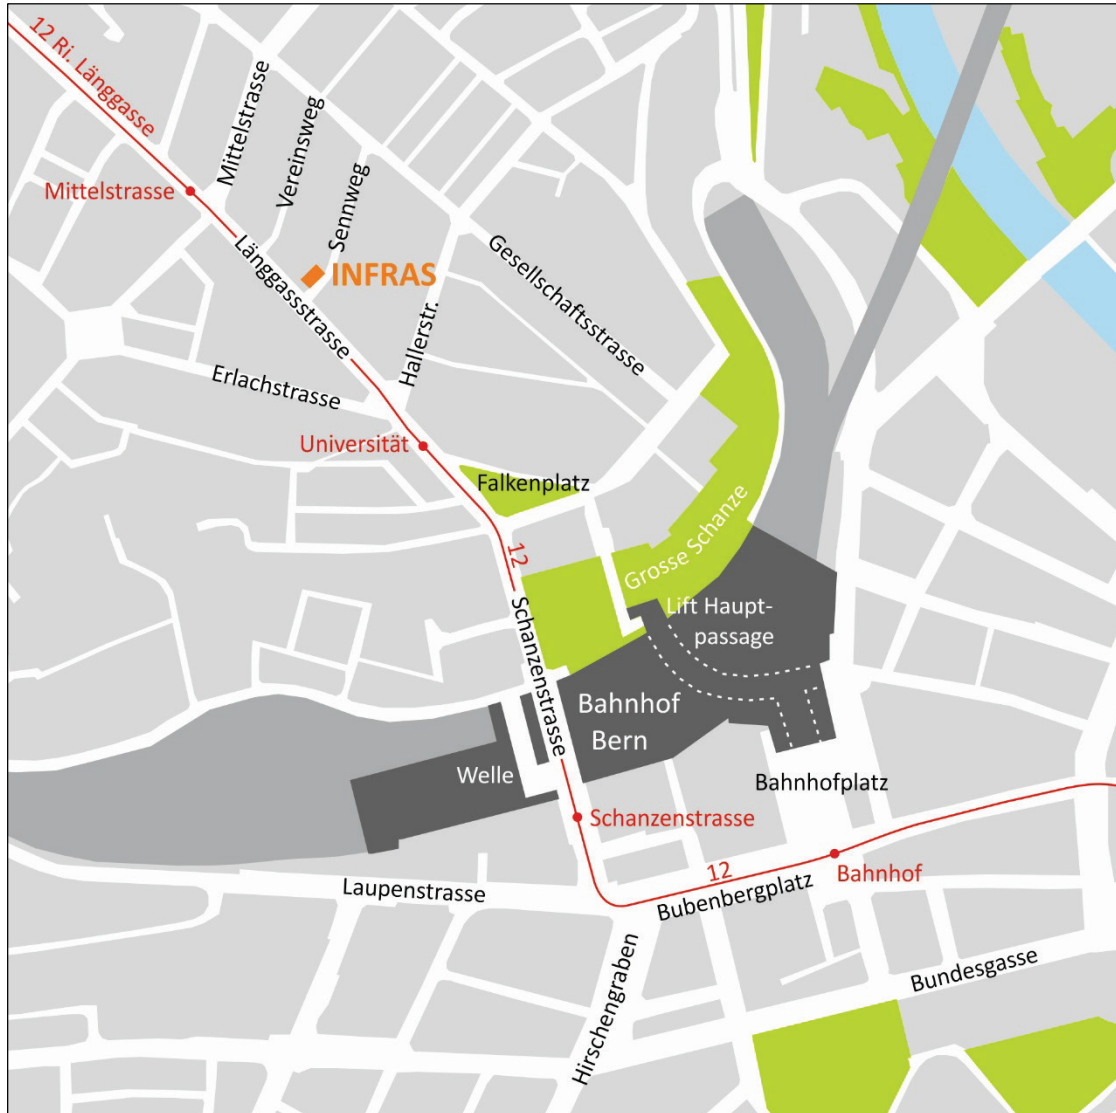 12 Ri. Länggasse
Mittelstrasse
Vereinsweg
Sennweg
Mittelstrasse
Länggassstrasse
INFRAS
Gesellschaftsstrasse
Hallerstr.
Erlachstrasse
Universität
Falkenplatz
12
Grosse Schanze
Lift Haupt-
passage
Schanzenstrasse
Bahnhof
Bern
Welle
Bahnhofplatz
Schanzenstrasse
12
Bahnhof
Laupenstrasse
Bubenbergplatz
Hirschengraben
Bundesgasse